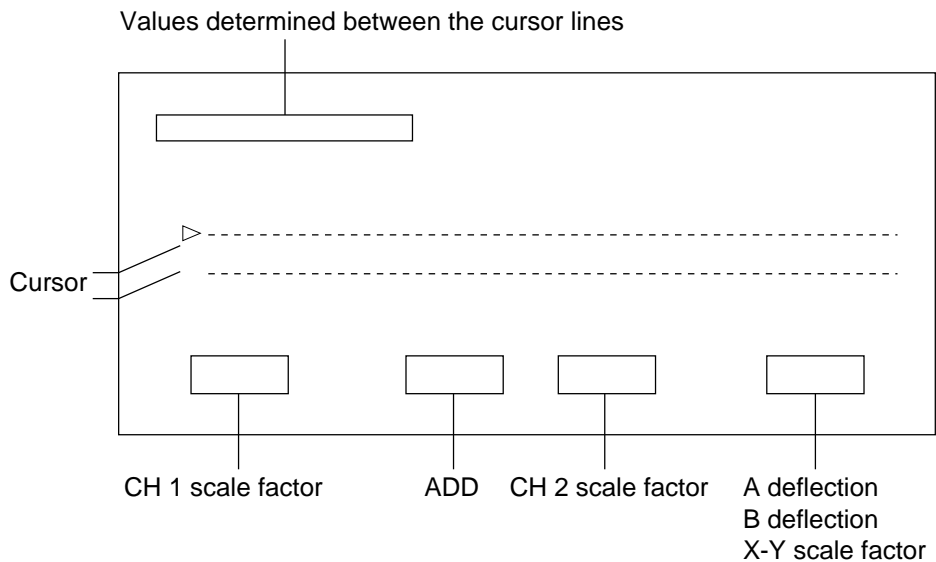 Values determined between the cursor lines
Cursor
CH 1 scale factor
ADD
CH 2 scale factor
A deflection
B deflection
X-Y scale factor